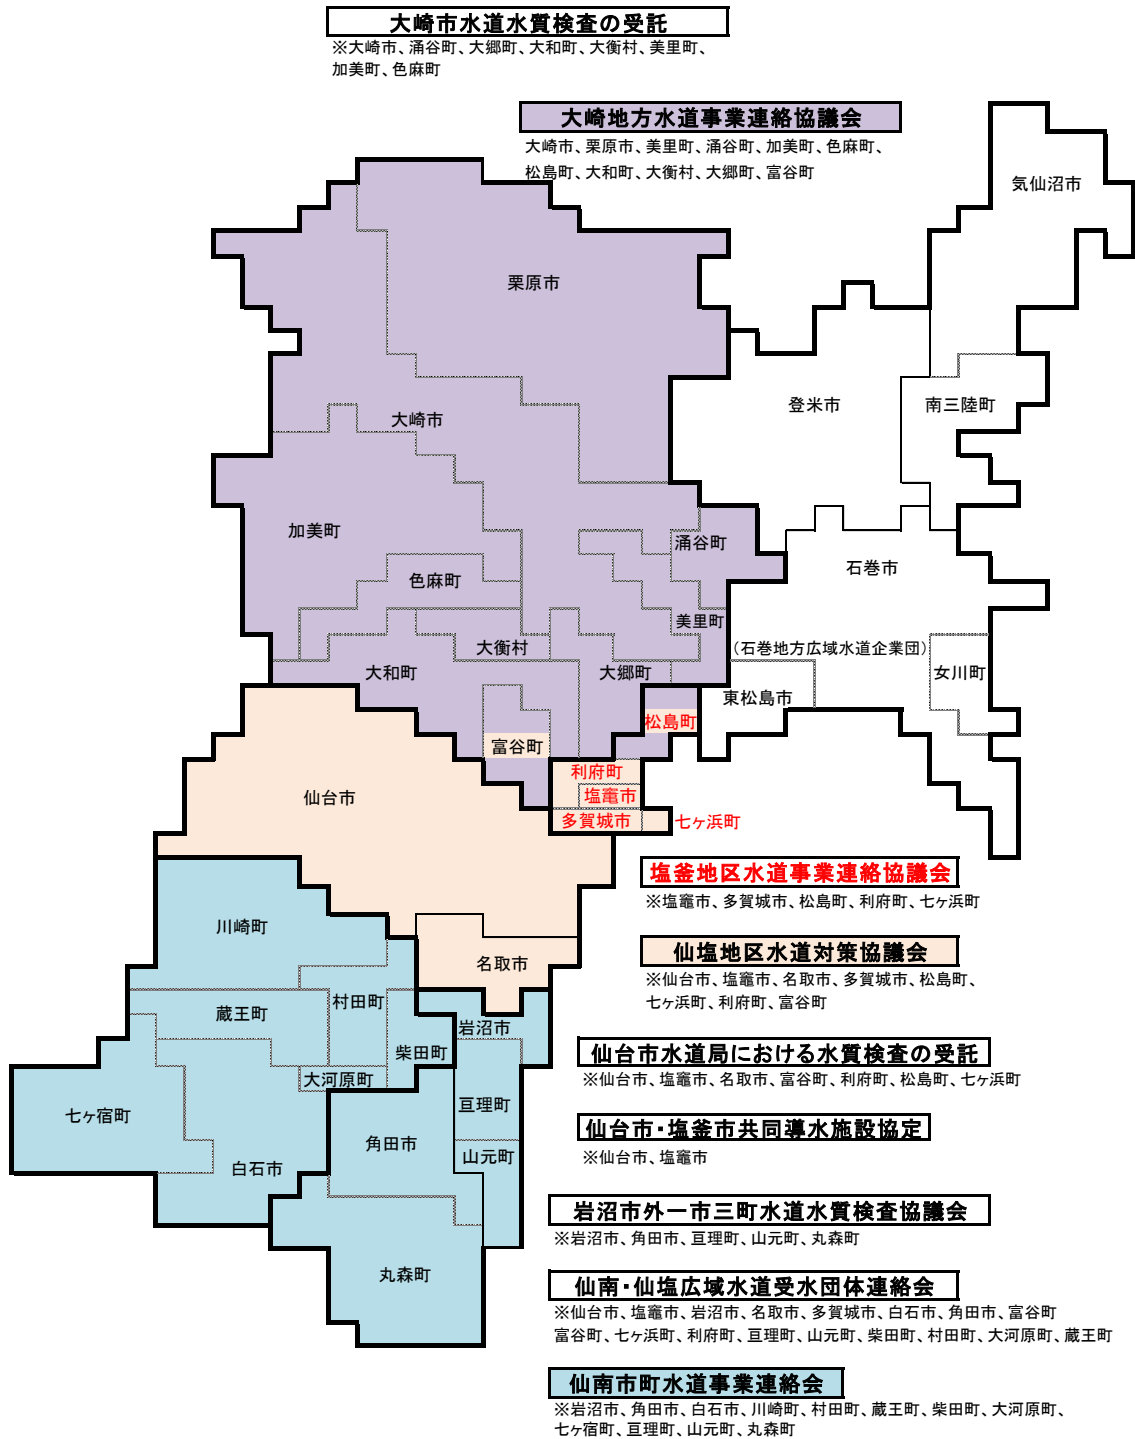 大崎市水道水質検査の受託
※大崎市、涌谷町、大郷町、大和町、大衡村、美里町、
加美町、色麻町
大崎地方水道事業連絡協議会
大崎市、栗原市、美里町、涌谷町、加美町、色麻町、
松島町、大和町、大衡村、大郷町、富谷町
気仙沼市
栗原市
登米市
南三陸町
大崎市
加美町
涌谷町
色麻町
石巻市
美里町
大衡村
(石巻地方広域水道企業団)
大和町
大郷町
女川町
東松島市
松島町
富谷町
利府町
仙台市
塩竈市
多賀城市
七ヶ浜町
塩釜地区水道事業連絡協議会
※塩竈市、多賀城市、松島町、利府町、七ヶ浜町
川崎町
仙塩地区水道対策協議会
名取市
※仙台市、塩竈市、名取市、多賀城市、松島町、
七ヶ浜町、利府町、富谷町
村田町
蔵王町
岩沼市
柴田町
仙台市水道局における水質検査の受託
大河原町
※仙台市、塩竈市、名取市、富谷町、利府町、松島町、七ヶ浜町
亘理町
七ヶ宿町
仙台市・塩釜市共同導水施設協定
角田市
山元町
※仙台市、塩竈市
白石市
岩沼市外一市三町水道水質検査協議会
※岩沼市、角田市、亘理町、山元町、丸森町
丸森町
仙南・仙塩広域水道受水団体連絡会
※仙台市、塩竈市、岩沼市、名取市、多賀城市、白石市、角田市、富谷町
富谷町、七ヶ浜町、利府町、亘理町、山元町、柴田町、村田町、大河原町、蔵王町
仙南市町水道事業連絡会
※岩沼市、角田市、白石市、川崎町、村田町、蔵王町、柴田町、大河原町、
七ヶ宿町、亘理町、山元町、丸森町